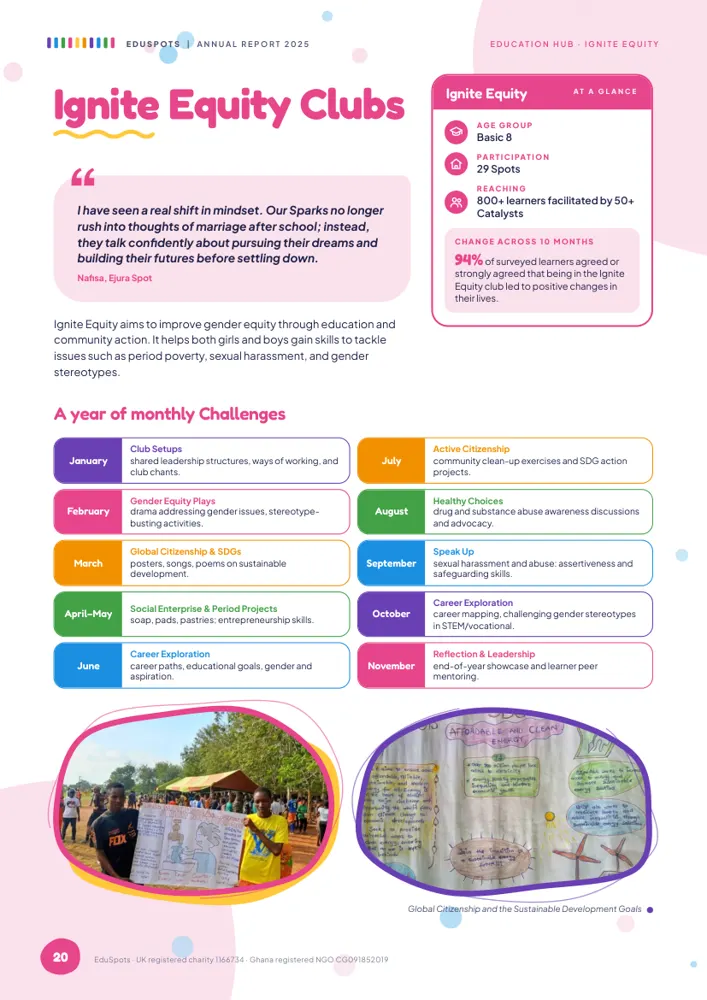 EDUSPOTS | ANNUAL REPORT 2025
EDUCATION HUB · IGNITE EQUITY
Ignite Equity Clubs
“
I have seen a real shift in mindset. Our Sparks no longer
rush into thoughts of marriage after school; instead,
they talk confidently about pursuing their dreams and
building their futures before settling down.
Nafisa, Ejura Spot
Ignite Equity aims to improve gender equity through education and
community action. It helps both girls and boys gain skills to tackle
issues such as period poverty, sexual harassment, and gender
stereotypes.
Ignite Equity
AT A GLANCE
AGE GROUP
Basic 8
PARTICIPATION
29 Spots
REACHING
800+ learners facilitated by 50+
Catalysts
CHANGE ACROSS 10 MONTHS
94% of surveyed learners agreed or
strongly agreed that being in the Ignite
Equity club led to positive changes in
their lives.
A year of monthly Challenges
January
Club Setups
shared leadership structures, ways of working, and
club chants.
February
Gender Equity Plays
drama addressing gender issues, stereotype-
busting activities.
March
Global Citizenship & SDGs
posters, songs, poems on sustainable
development.
April–May
Social Enterprise & Period Projects
soap, pads, pastries: entrepreneurship skills.
June
Career Exploration
career paths, educational goals, gender and
aspiration.
July
Active Citizenship
community clean-up exercises and SDG action
projects.
August
Healthy Choices
drug and substance abuse awareness discussions
and advocacy.
September
Speak Up
sexual harassment and abuse: assertiveness and
safeguarding skills.
October
Career Exploration
career mapping, challenging gender stereotypes
in STEM/vocational.
November
Reflection & Leadership
end-of-year showcase and learner peer
mentoring.
FOX
AFFORDABLE AND CLEAN
ENERGY
Global Citizenship and the Sustainable Development Goals
20
EduSpots · UK registered charity 1166734 · Ghana registered NGO CG091852019